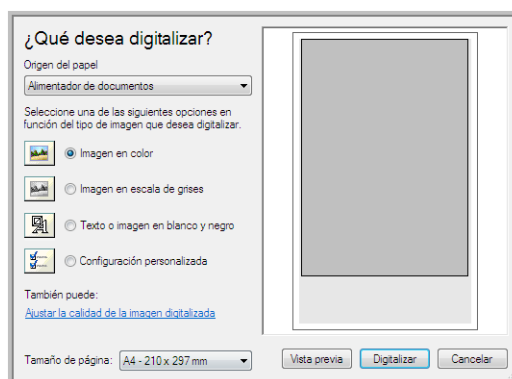 ¿Qué desea digitalizar?
Origen del papel
Alimentador de documentos
Seleccione una de las siguientes opciones en
función del tipo de imagen que desea digitalizar.
Imagen en color
Imagen en escala de grises
Texto o imagen en blanco y negro
Configuración personalizada
También puede:
Ajustar la calidad de la imagen digitalizada
Tamaño de página: A4 - 210 x 297 mm
Vista previa Digitalizar Cancelar